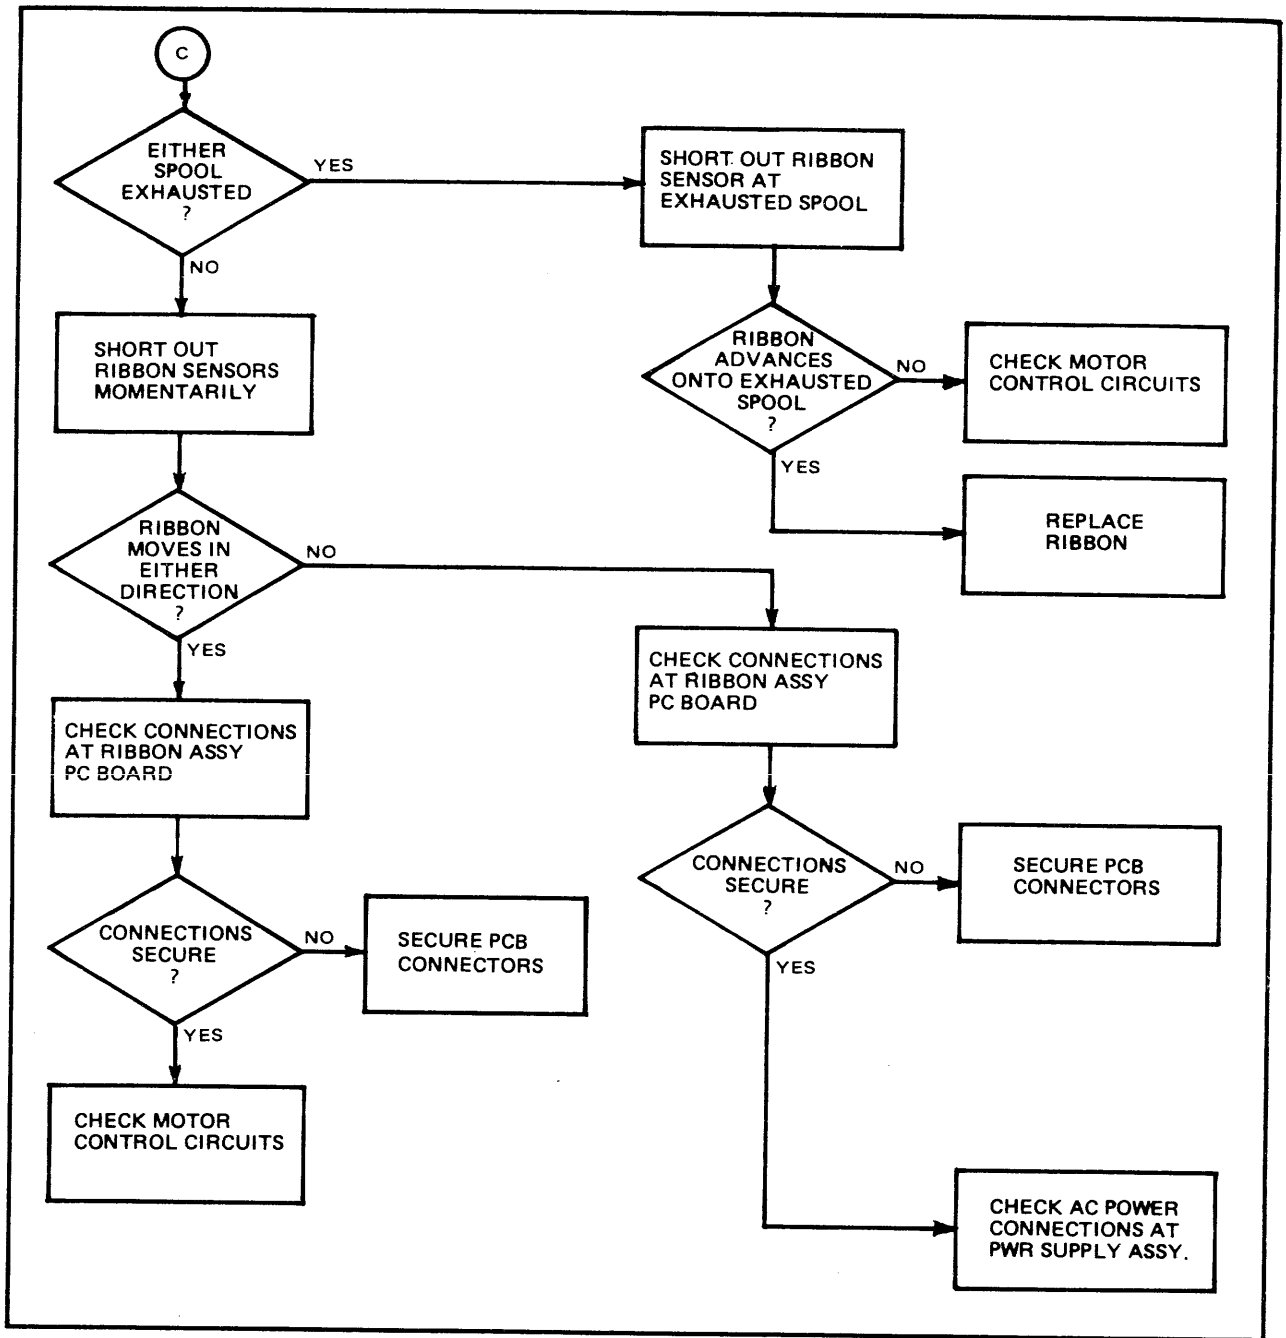 C
EITHER
SPOOL
EXHAUSTED
?
YES
NO
SHORT OUT RIBBON
SENSOR AT
EXHAUSTED SPOOL
SHORT OUT
RIBBON SENSORS
MOMENTARILY
RIBBON
ADVANCES
ONTO EXHAUSTED
SPOOL
?
NO
YES
CHECK MOTOR
CONTROL CIRCUITS
REPLACE
RIBBON
RIBBON
MOVES IN
EITHER
DIRECTION
?
NO
YES
CHECK CONNECTIONS
AT RIBBON ASSY
PC BOARD
CHECK CONNECTIONS
AT RIBBON ASSY
PC BOARD
CONNECTIONS
SECURE
?
NO
YES
SECURE PCB
CONNECTORS
CONNECTIONS
SECURE
?
NO
YES
SECURE PCB
CONNECTORS
CHECK MOTOR
CONTROL CIRCUITS
CHECK AC POWER
CONNECTIONS AT
PWR SUPPLY ASSY.